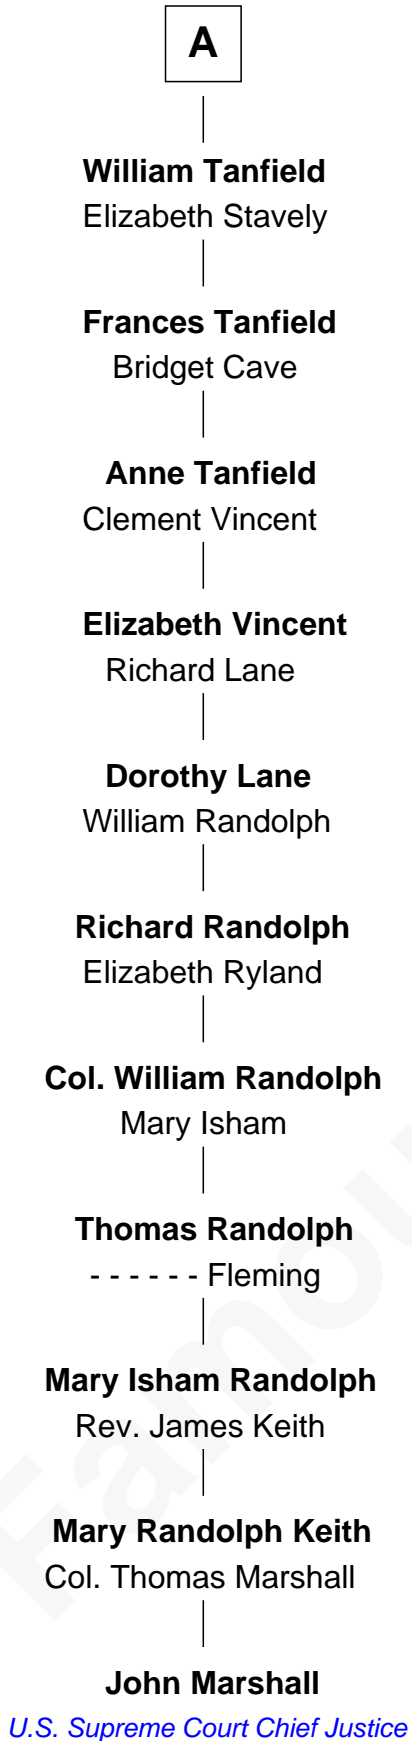 A
William Tanfield
Elizabeth Stavely
Frances Tanfield
Bridget Cave
Anne Tanfield
Clement Vincent
Elizabeth Vincent
Richard Lane
Dorothy Lane
William Randolph
Richard Randolph
Elizabeth Ryland
Col. William Randolph
Mary Isham
Thomas Randolph
- - - - - - Fleming
Mary Isham Randolph
Rev. James Keith
Mary Randolph Keith
Col. Thomas Marshall
John Marshall
U.S. Supreme Court Chief Justice